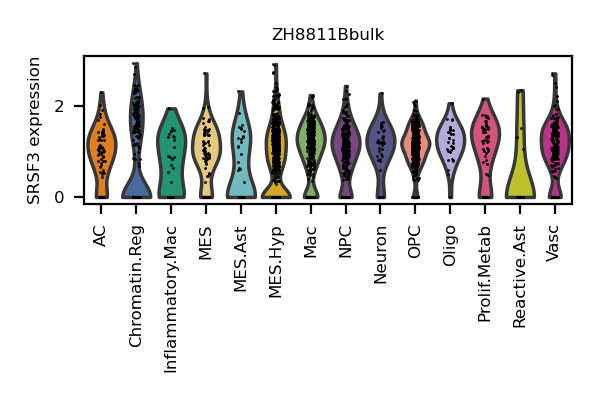 ZH8811Bbulk
SRSF3 expression
2
0
AC
Chromatin.Reg
Inflammatory.Mac
MES
MES.Ast
MES.Hyp
Mac
NPC
Neuron
OPC
Oligo
Prolif.Metab
Reactive.Ast
Vasc